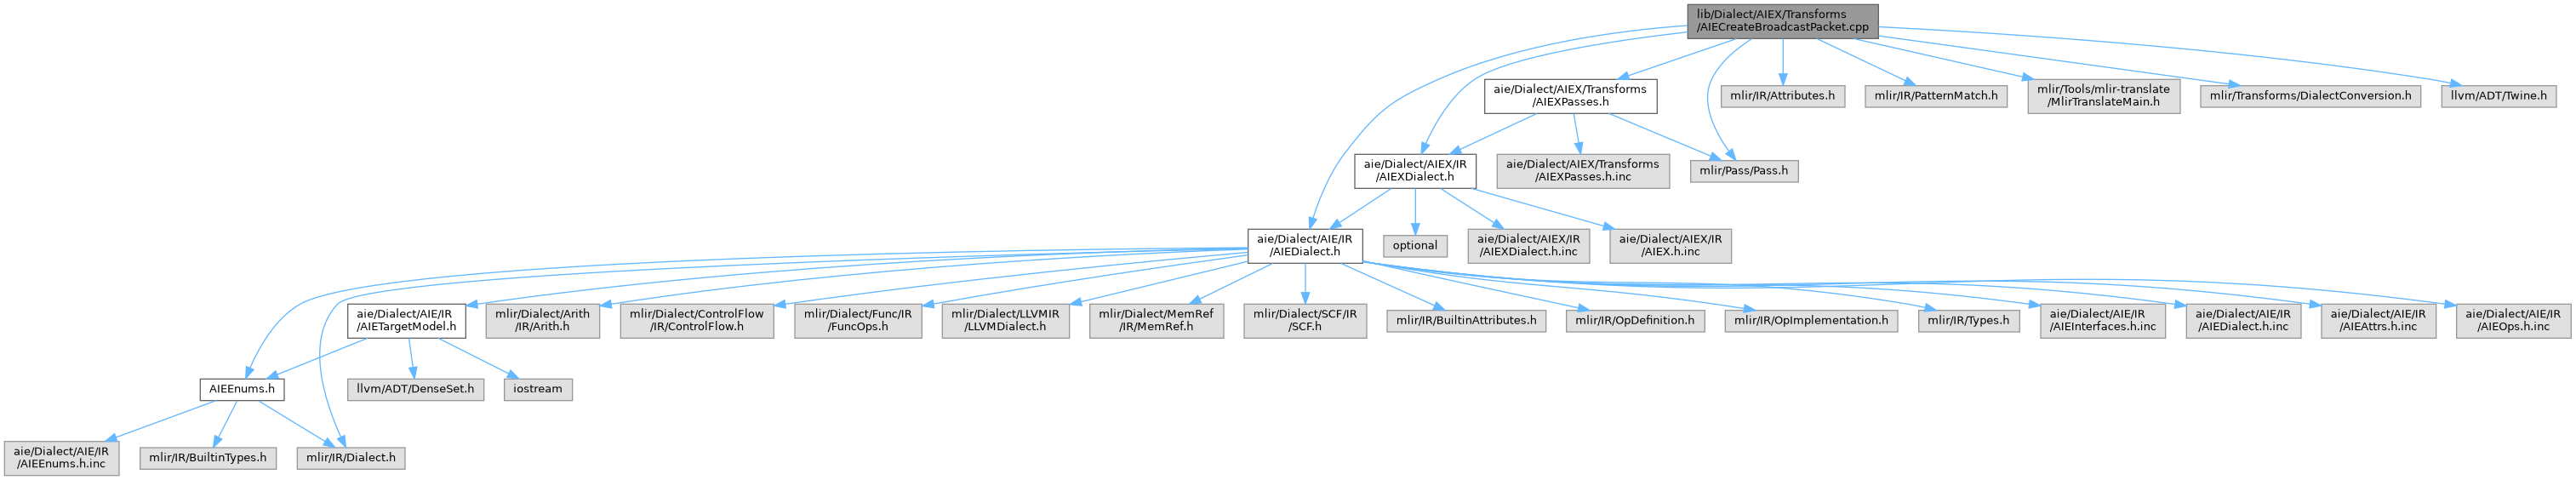 lib/Dialect/AIEX/Transforms
/AIECreateBroadcastPacket.cpp
aie/Dialect/AIEX/Transforms
/AIEXPasses.h
mlir/IR/Attributes.h
mlir/IR/PatternMatch.h
mlir/Tools/mlir-translate
/MlirTranslateMain.h
mlir/Transforms/DialectConversion.h
llvm/ADT/Twine.h
aie/Dialect/AIEX/IR
/AIEXDialect.h
aie/Dialect/AIEX/Transforms
/AIEXPasses.h.inc
mlir/Pass/Pass.h
aie/Dialect/AIE/IR
/AIEDialect.h
optional
aie/Dialect/AIEX/IR
/AIEXDialect.h.inc
aie/Dialect/AIEX/IR
/AIEX.h.inc
aie/Dialect/AIE/IR
/AIETargetModel.h
mlir/Dialect/Arith
/IR/Arith.h
mlir/Dialect/ControlFlow
/IR/ControlFlow.h
mlir/Dialect/Func/IR
/FuncOps.h
mlir/Dialect/LLVMIR
/LLVMDialect.h
mlir/Dialect/MemRef
/IR/MemRef.h
mlir/Dialect/SCF/IR
/SCF.h
mlir/IR/BuiltinAttributes.h
mlir/IR/OpDefinition.h
mlir/IR/OpImplementation.h
mlir/IR/Types.h
aie/Dialect/AIE/IR
/AIEInterfaces.h.inc
aie/Dialect/AIE/IR
/AIEDialect.h.inc
aie/Dialect/AIE/IR
/AIEAttrs.h.inc
aie/Dialect/AIE/IR
/AIEOps.h.inc
AIEEnums.h
llvm/ADT/DenseSet.h
iostream
aie/Dialect/AIE/IR
/AIEEnums.h.inc
mlir/IR/BuiltinTypes.h
mlir/IR/Dialect.h